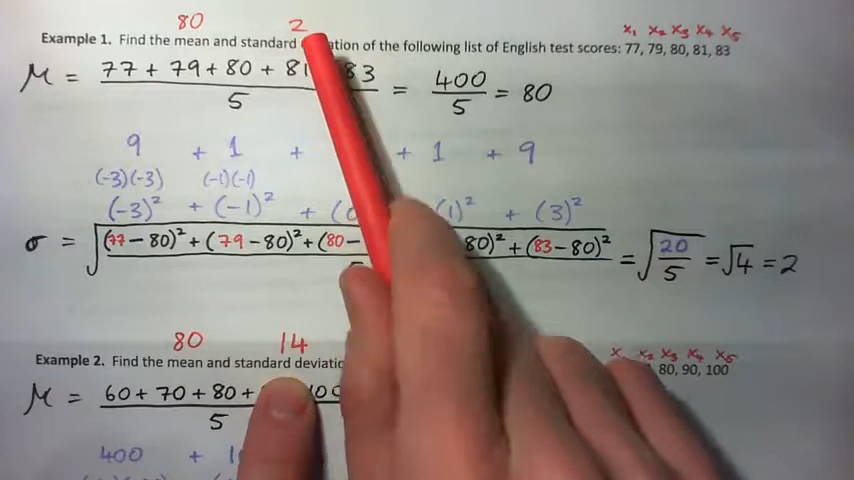 80 2 x₁ x₂ x₃ x₄ x₅
Example 1. Find the mean and standard ation of the following list of English test scores: 77, 79, 80, 81, 83
μ = 77 + 79 + 80 + 81 83 / 5 = 400 / 5 = 80
9 + 1 + + 1 + 9
(-3)(-3) (-1)(-1)
(-3)² + (-1)² + (0 (1)² + (3)²
σ = √ (77 - 80)² + (79 - 80)² + (80 - 80)² + (83 - 80)² = √ 20 / 5 = √4 = 2
80 14 x₂ x₃ x₄ x₅
Example 2. Find the mean and standard deviati 80, 90, 100
μ = 60 + 70 + 80 + 100 / 5
400 +